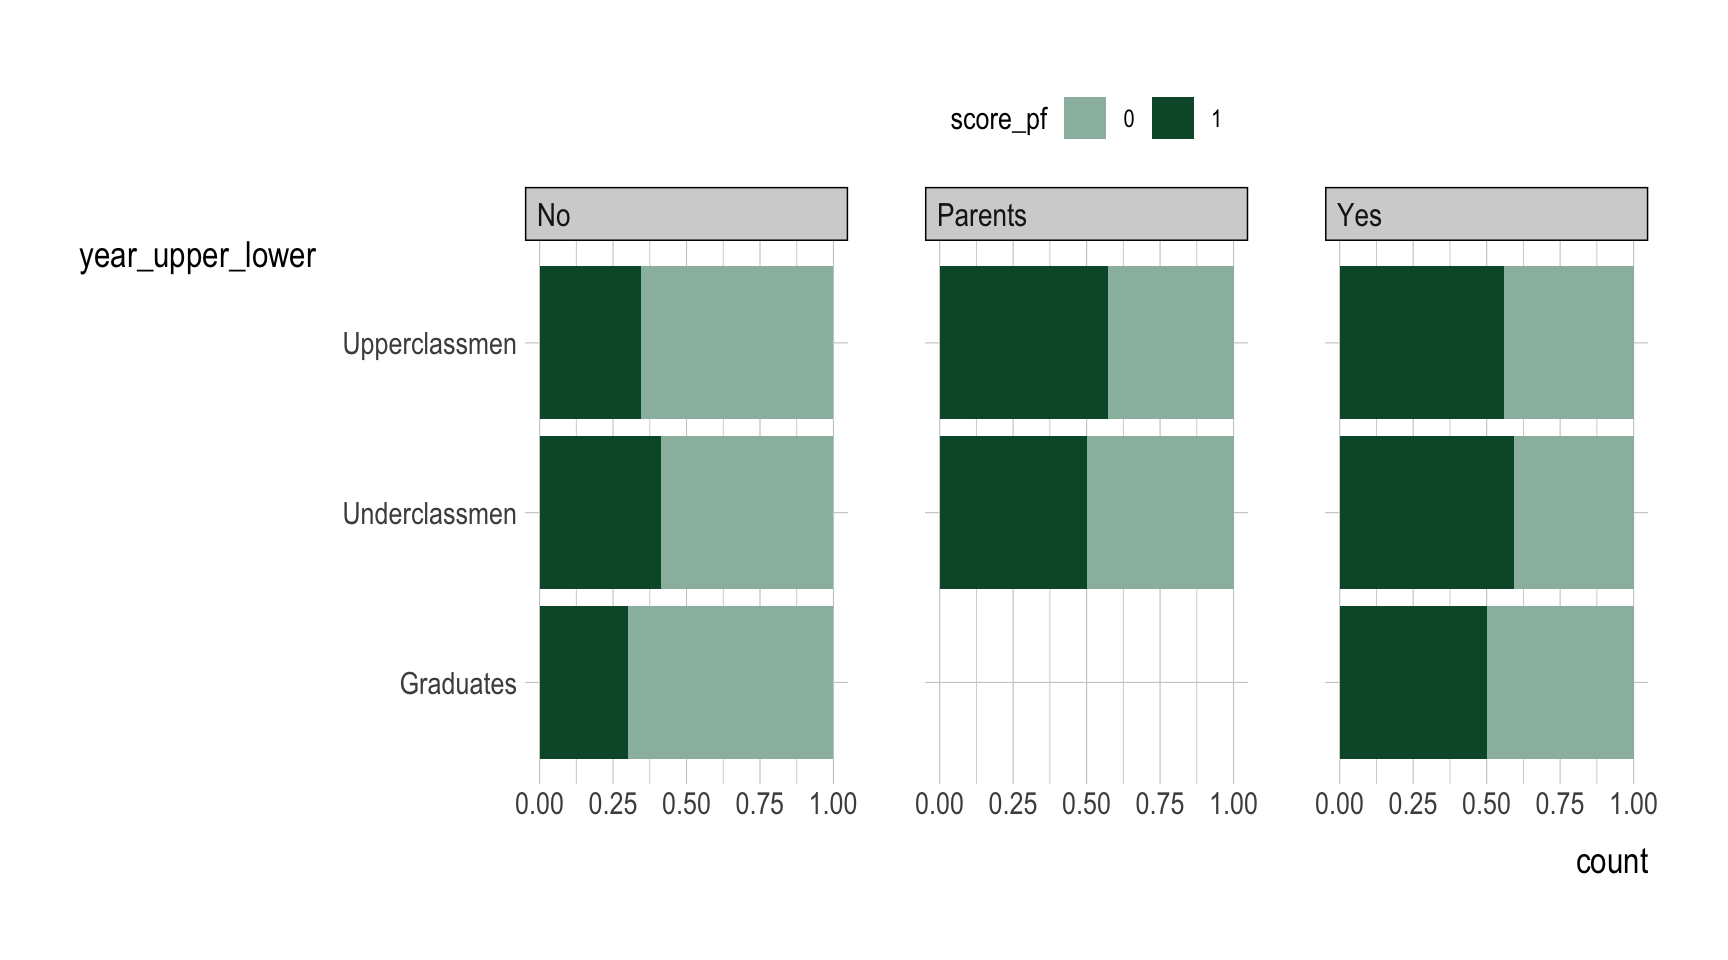 score_pf 0 1
No Parents Yes
year_upper_lower
Upperclassmen
Underclassmen
Graduates
0.00 0.25 0.50 0.75 1.00 0.00 0.25 0.50 0.75 1.00 0.00 0.25 0.50 0.75 1.00
count